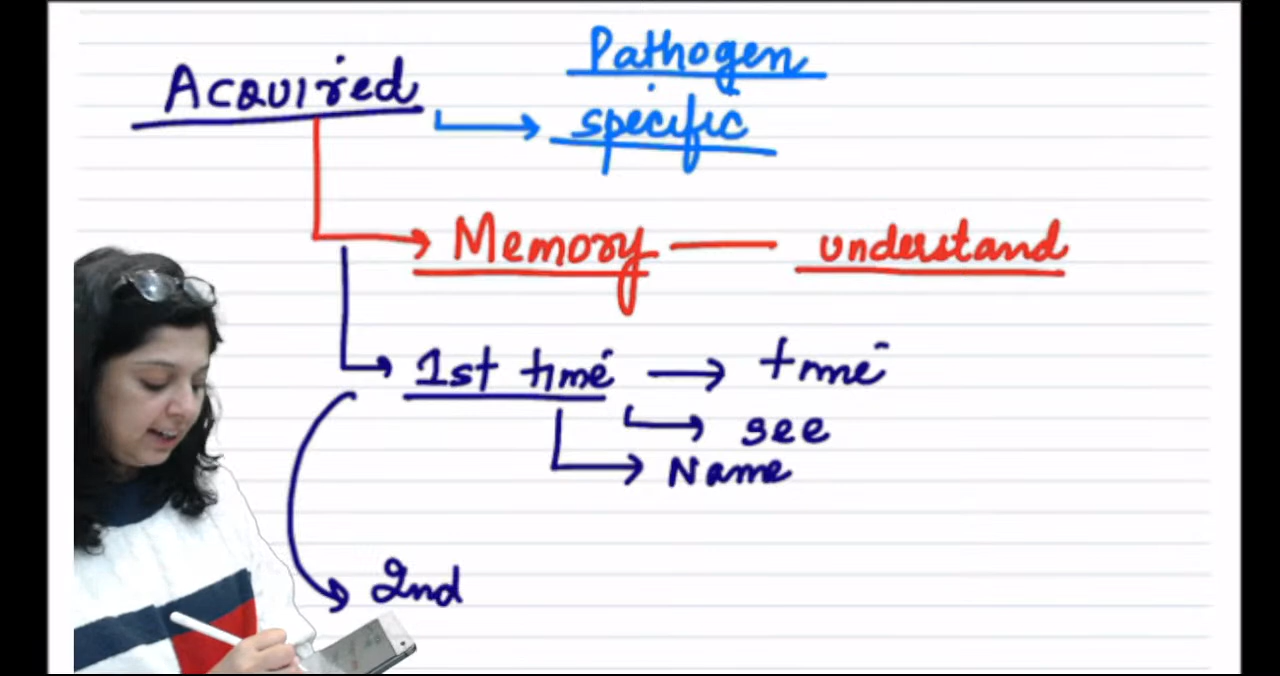 Acquired
Pathogen
specific
Memory — understand
1st time → time
see
Name
2nd